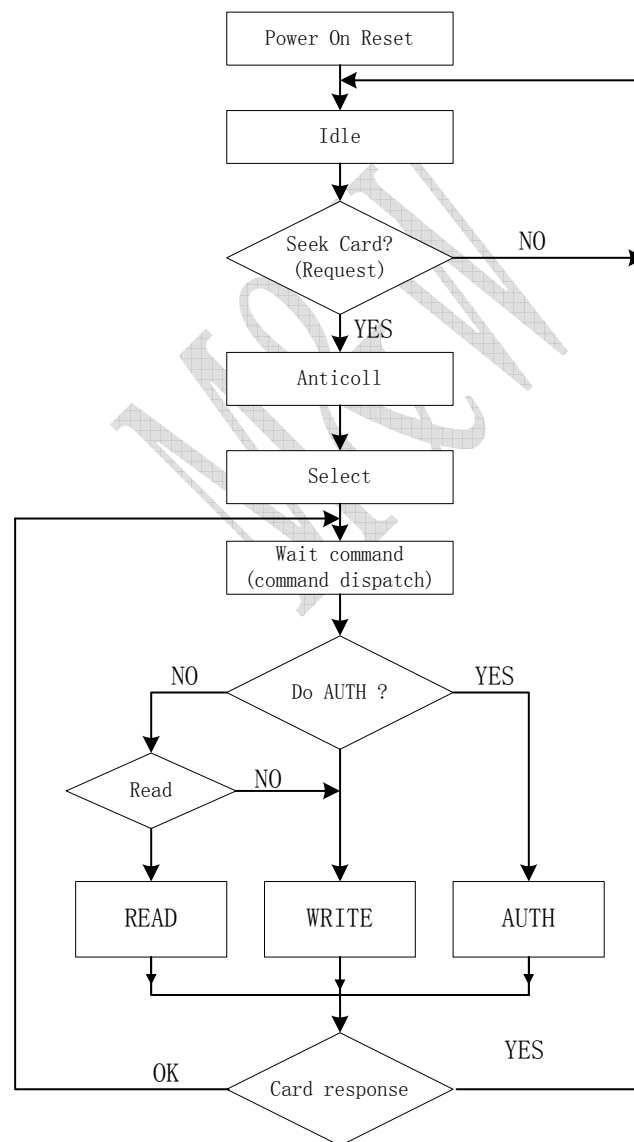 Power On Reset
Idle
Seek Card?
(Request)
NO
YES
Anticoll
Select
Wait command
(command dispatch)
NO
Do AUTH ?
YES
Read
NO
READ
WRITE
AUTH
YES
OK
Card response
M&W